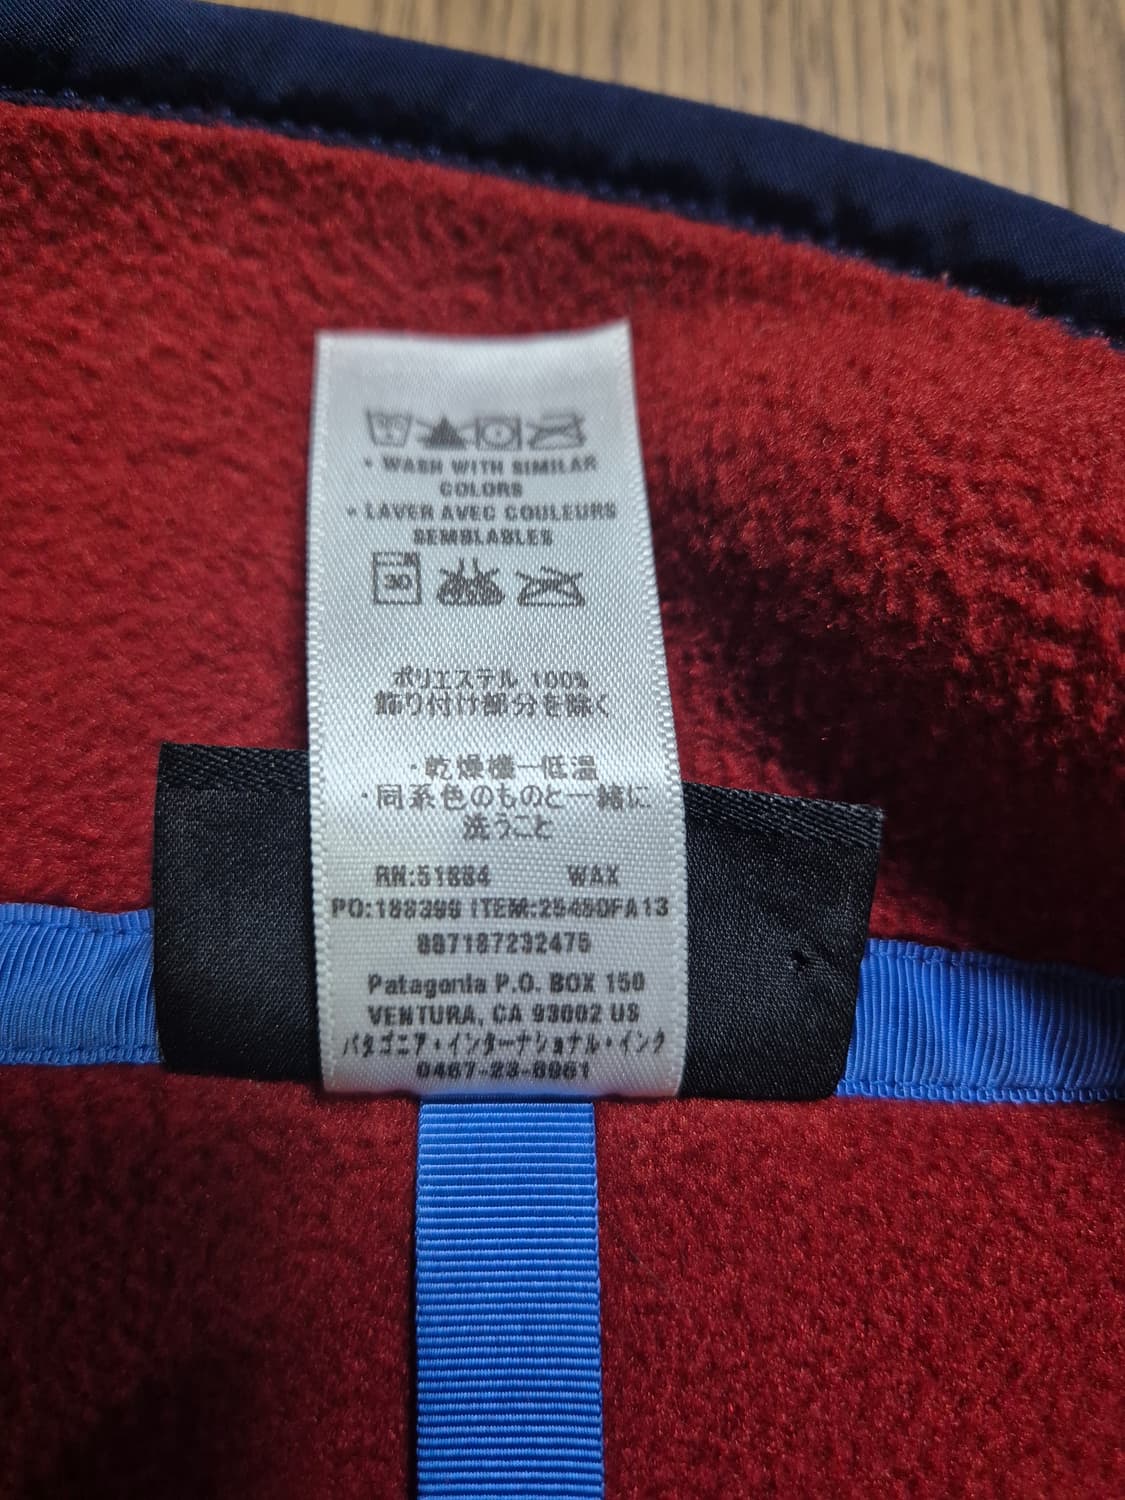 • WASH WITH SIMILAR
COLORS
• LAVER AVEC COULEURS
SEMBLABLES
30
ポリエステル 100%
飾り付け部分を除く
・乾燥機ー低温
・同系色のものと一緒に
洗うこと
RN:51884 WAX
PO:188396 ITEM:25450FA13
887187232475
Patagonia P.O. BOX 150
VENTURA, CA 93002 US
パタゴニア・インターナショナル・インク
0467-23-8961